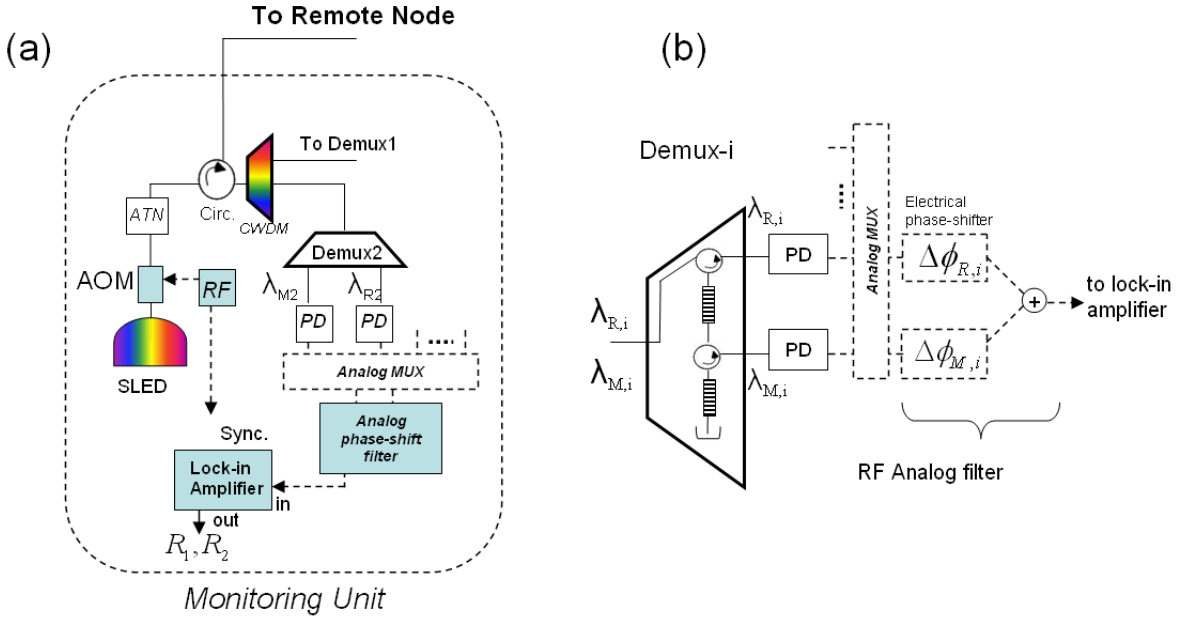 (a)
To Remote Node
To Demux1
ATN
Circ.
CWDM
Demux2
AOM
RF
λM2
λR2
PD
PD
SLED
Analog MUX
Sync.
Analog
phase-shift
filter
Lock-in
Amplifier
in
out
R1, R2
Monitoring Unit
(b)
Demux-i
λR,i
Analog MUX
Electrical
phase-shifter
PD
ΔϕR,i
λR,i
λM,i
to lock-in
amplifier
+
PD
ΔϕM,i
λM,i
RF Analog filter